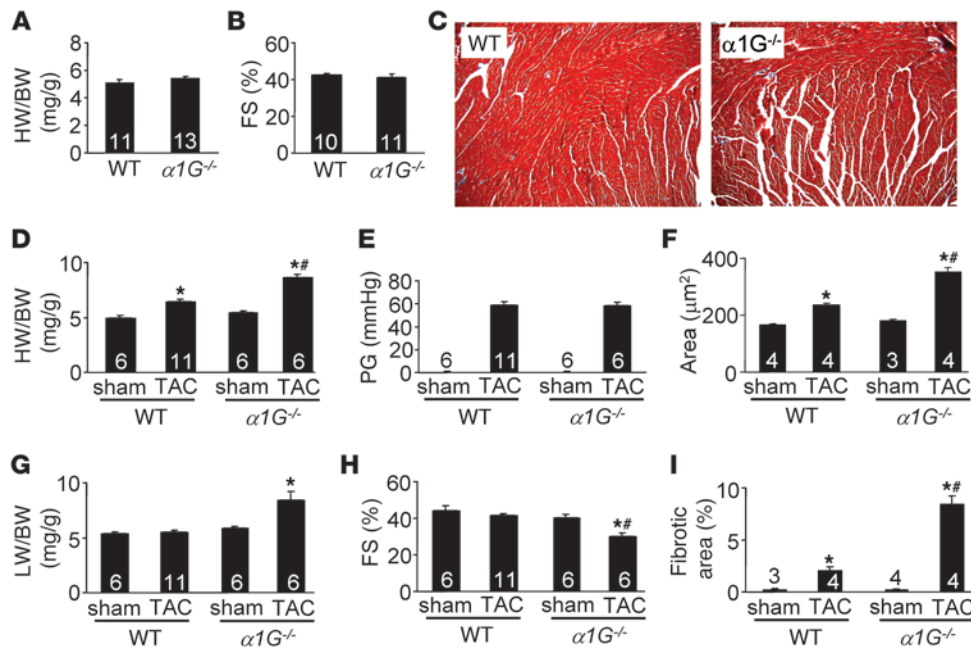 A
HW/BW
(mg/g)
8
6
4
2
0
11
13
WT
α1G-/-
B
FS (%)
60
40
20
0
10
11
WT
α1G-/-
C
WT
α1G-/-
D
HW/BW
(mg/g)
10
5
0
*
*#
6
11
6
6
sham TAC sham TAC
WT
α1G-/-
E
PG (mmHg)
100
80
60
40
20
0
6
11
6
6
sham TAC sham TAC
WT
α1G-/-
F
Area (μm²)
400
200
0
*
*#
4
4
3
4
sham TAC sham TAC
WT
α1G-/-
G
LW/BW
(mg/g)
10
5
0
*
6
11
6
6
sham TAC sham TAC
WT
α1G-/-
H
FS (%)
60
40
20
0
*#
6
11
6
6
sham TAC sham TAC
WT
α1G-/-
I
Fibrotic
area (%)
10
5
0
3
*
4
4
*#
4
sham TAC sham TAC
WT
α1G-/-